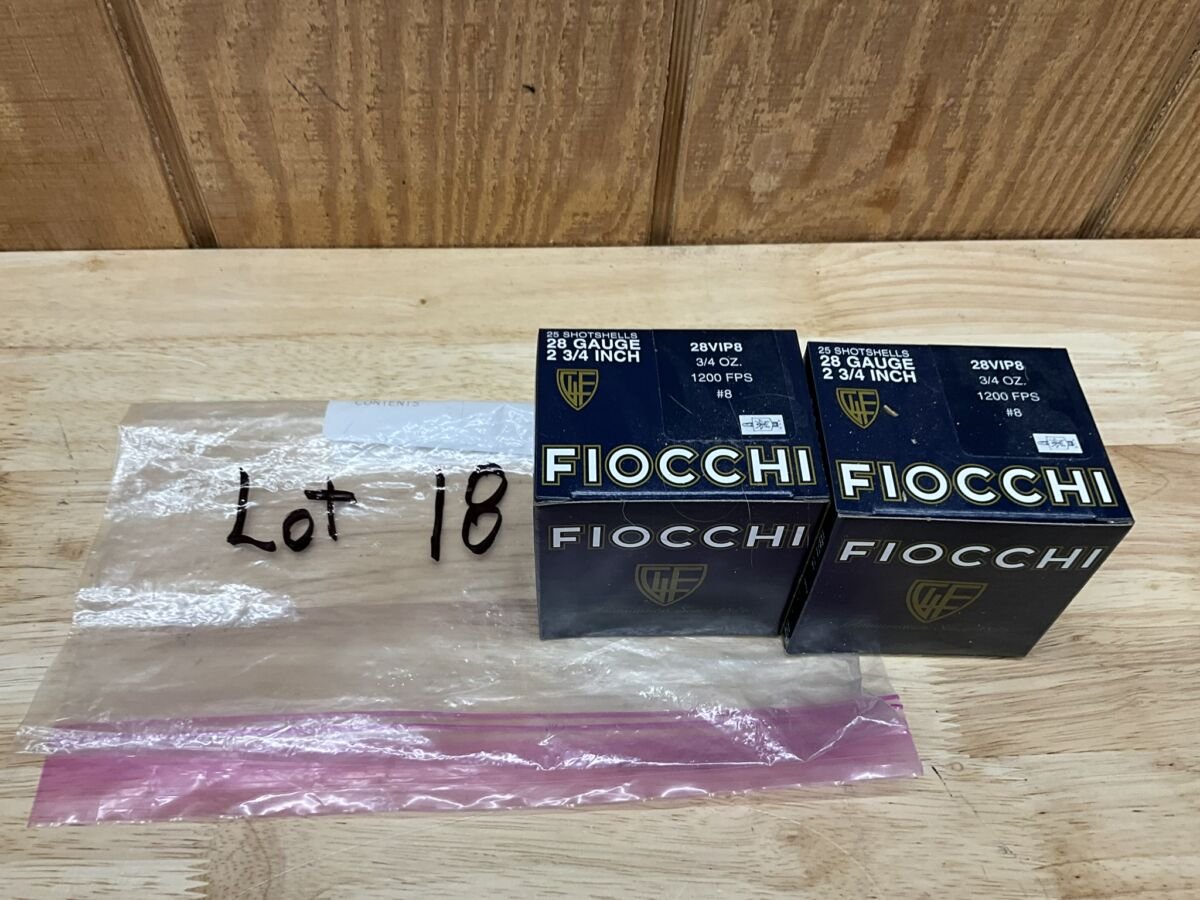 CONTENTS
Lot 18
25 SHOTSHELLS
28 GAUGE
2 3/4 INCH
28VIP8
3/4 OZ.
1200 FPS
#8
FIOCCHI
FIOCCHI
25 SHOTSHELLS
28 GAUGE
2 3/4 INCH
28VIP8
3/4 OZ.
1200 FPS
#8
FIOCCHI
FIOCCHI